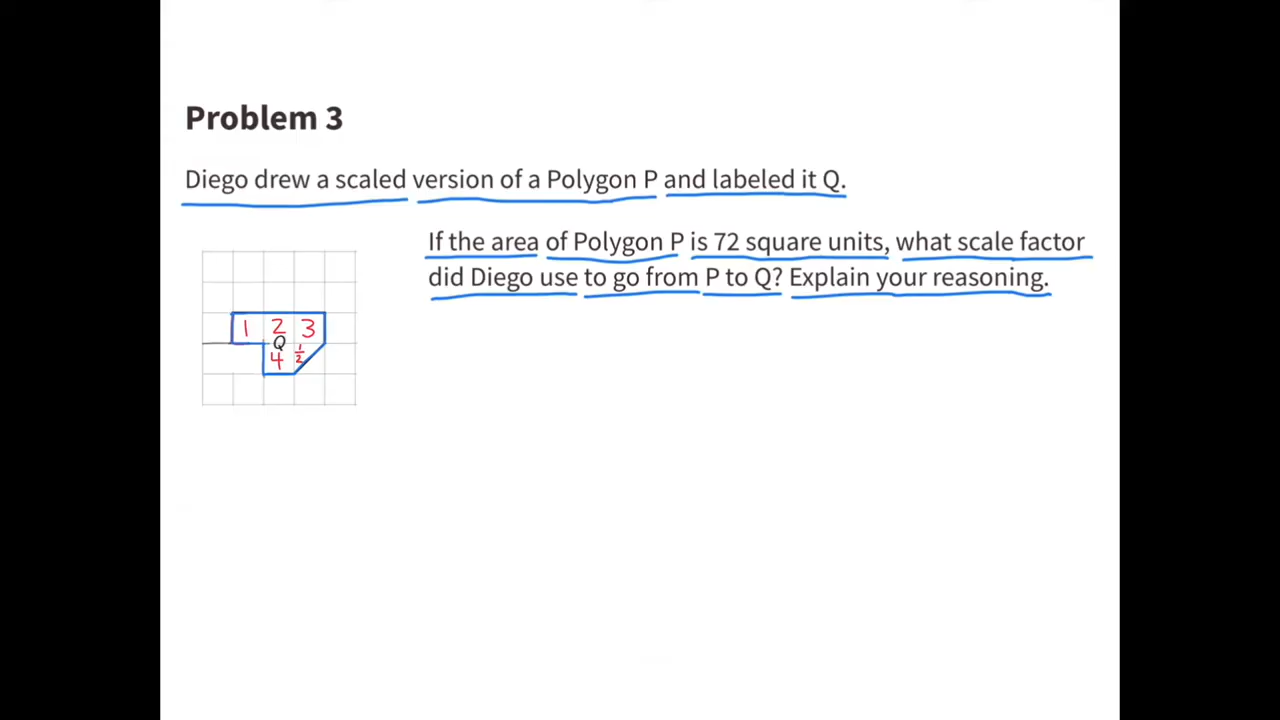 Problem 3
Diego drew a scaled version of a Polygon P and labeled it Q.
If the area of Polygon P is 72 square units, what scale factor
did Diego use to go from P to Q? Explain your reasoning.
1 2 3
Q
4 1/2